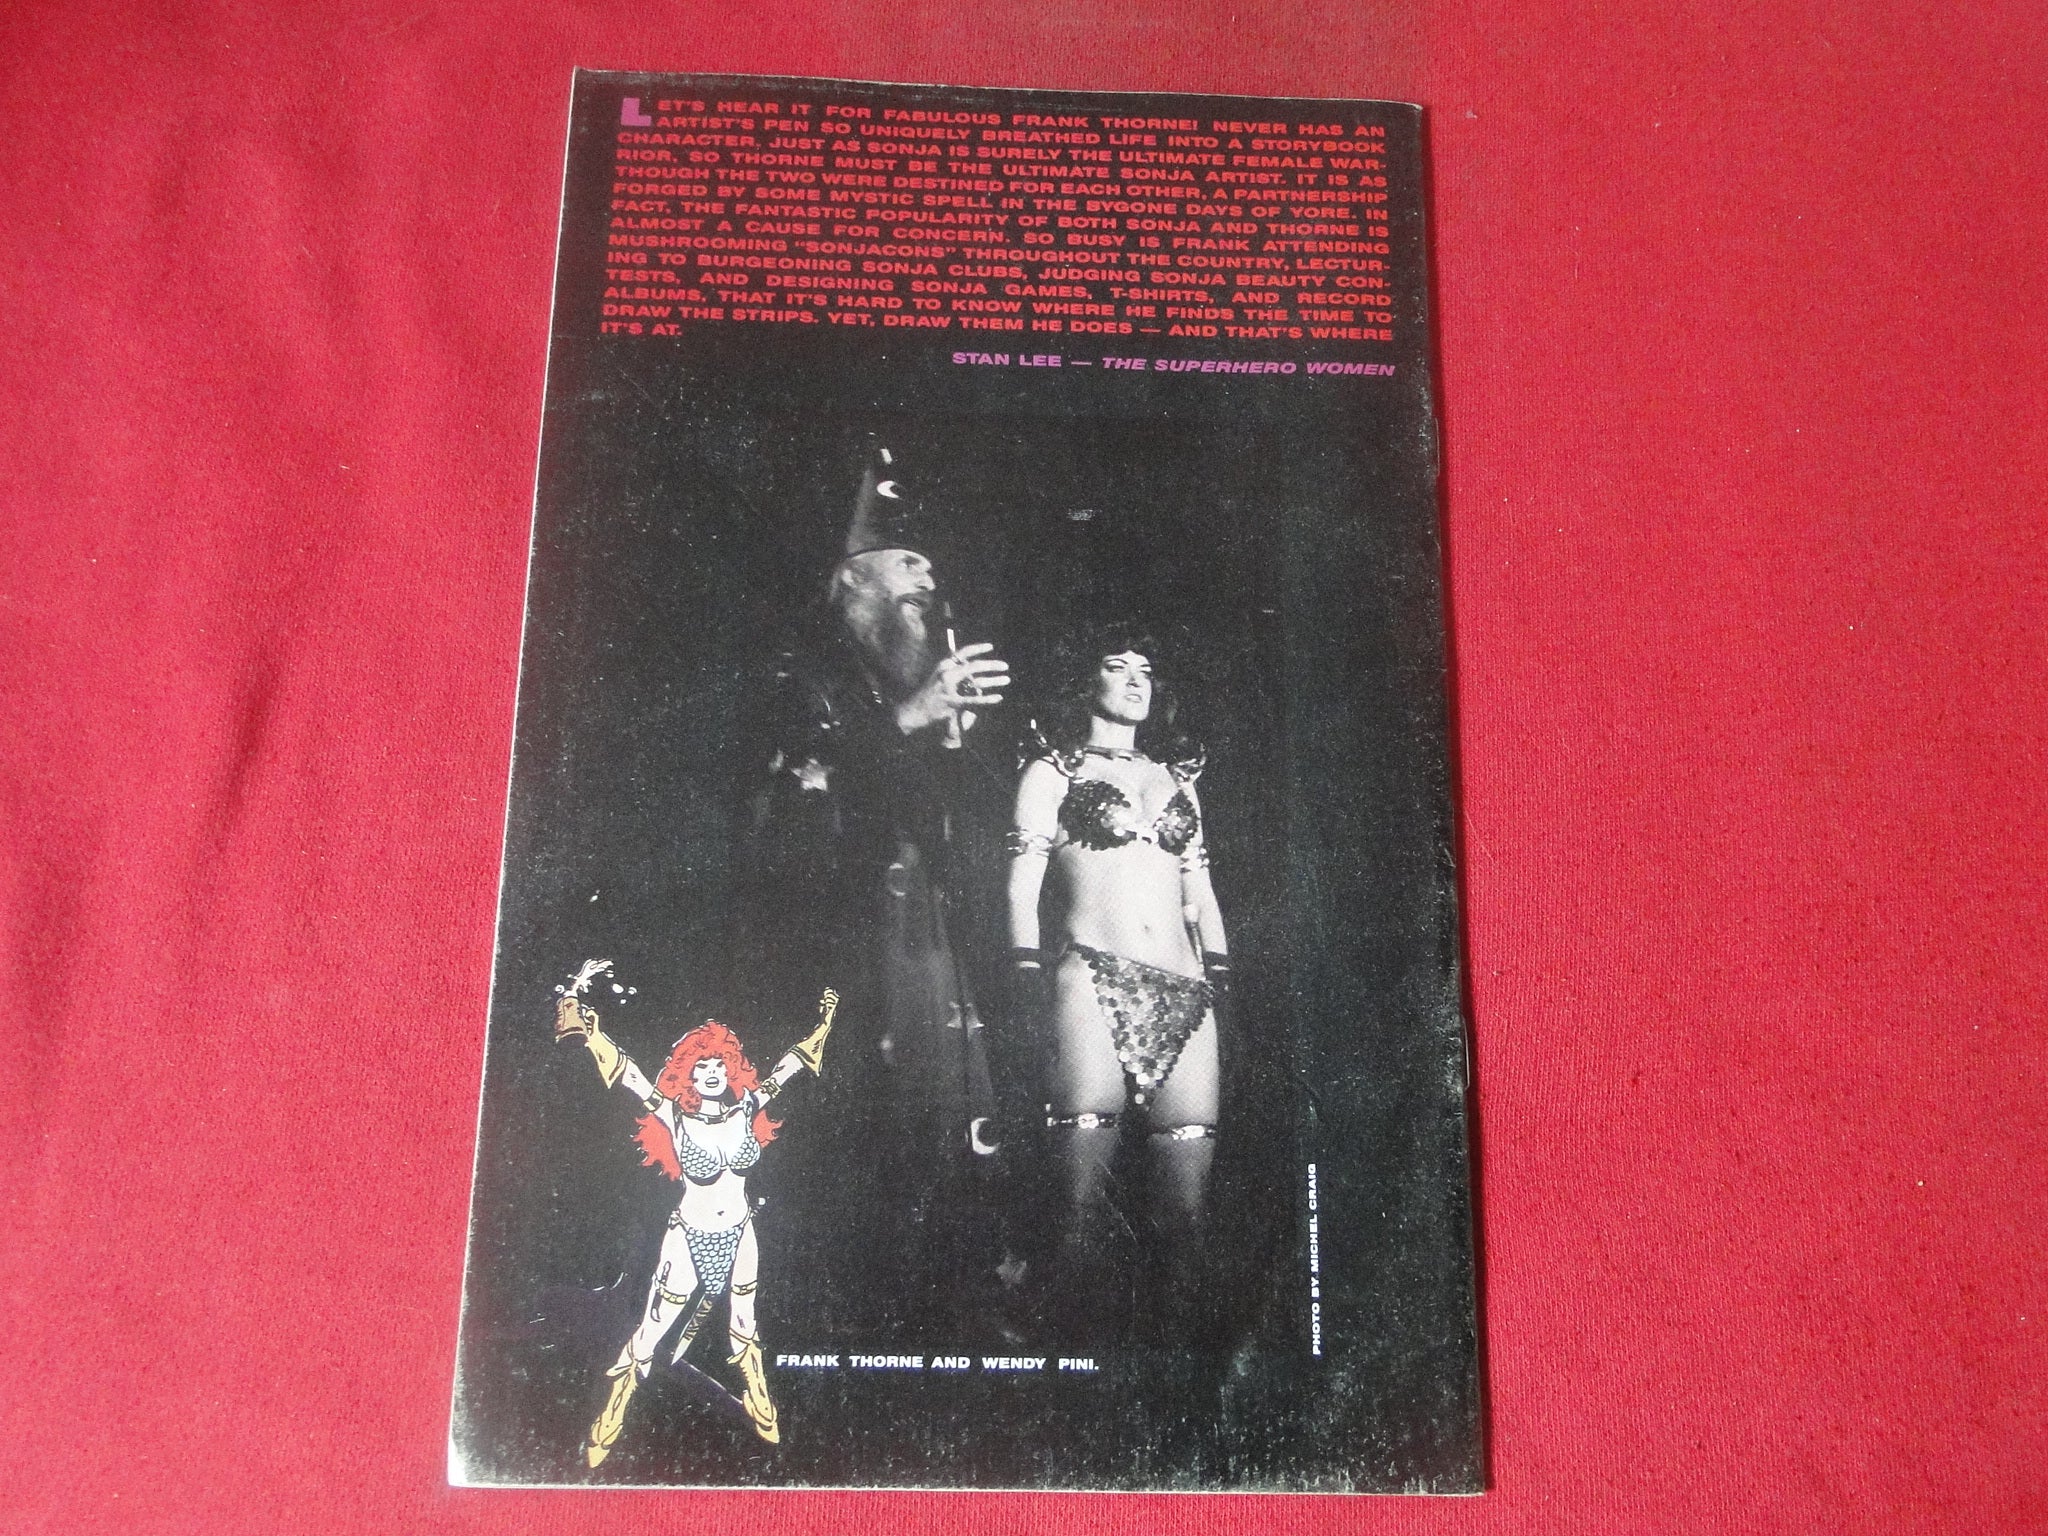 LET'S HEAR IT FOR FABULOUS FRANK THORNE! NEVER HAS AN
ARTIST'S PEN SO UNIQUELY BREATHED LIFE INTO A STORYBOOK
CHARACTER, JUST AS SONJA IS SURELY THE ULTIMATE FEMALE WAR-
RIOR, SO THORNE MUST BE THE ULTIMATE SONJA ARTIST. IT IS AS
THOUGH THE TWO WERE DESTINED FOR EACH OTHER, A PARTNERSHIP
FORGED BY SOME MYSTIC SPELL IN THE BYGONE DAYS OF YORE. IN
FACT, THE FANTASTIC POPULARITY OF BOTH SONJA AND THORNE IS
ALMOST A CAUSE FOR CONCERN. SO BUSY IS FRANK ATTENDING
MUSHROOMING "SONJACONS" THROUGHOUT THE COUNTRY, LECTUR-
ING TO BURGEONING SONJA CLUBS, JUDGING SONJA BEAUTY CON-
TESTS, AND DESIGNING SONJA GAMES, T-SHIRTS, AND RECORD
ALBUMS, THAT IT'S HARD TO KNOW WHERE HE FINDS THE TIME TO
DRAW THE STRIPS. YET, DRAW THEM HE DOES — AND THAT'S WHERE
IT'S AT.
STAN LEE — THE SUPERHERO WOMEN
PHOTO BY MICHEL CRAIG
FRANK THORNE AND WENDY PINI.